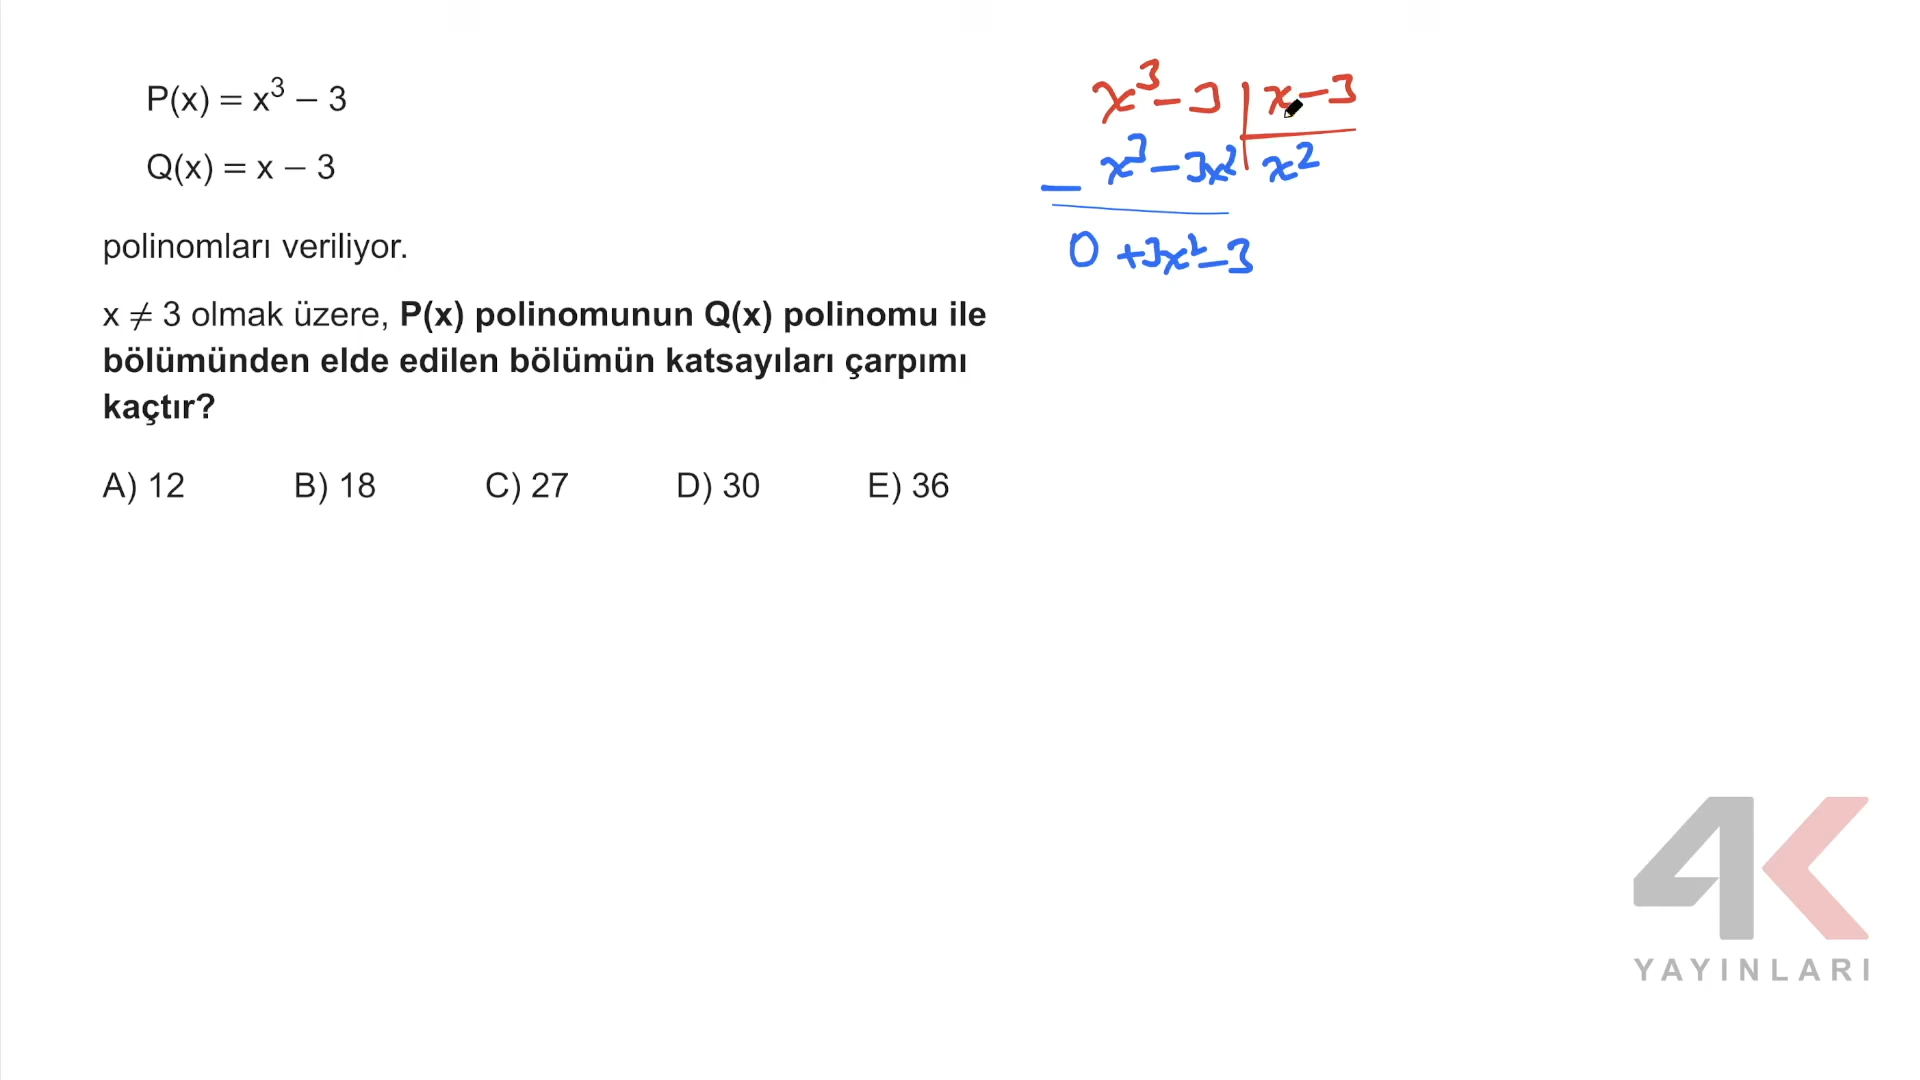 P(x) = x³ – 3
Q(x) = x – 3
polinomları veriliyor.
x ≠ 3 olmak üzere, P(x) polinomunun Q(x) polinomu ile
bölümünden elde edilen bölümün katsayıları çarpımı
kaçtır?
A) 12 B) 18 C) 27 D) 30 E) 36
x³ – 3 | x – 3
– x³ – 3x² | x²
0 + 3x² – 3
4K
YAYINLARI